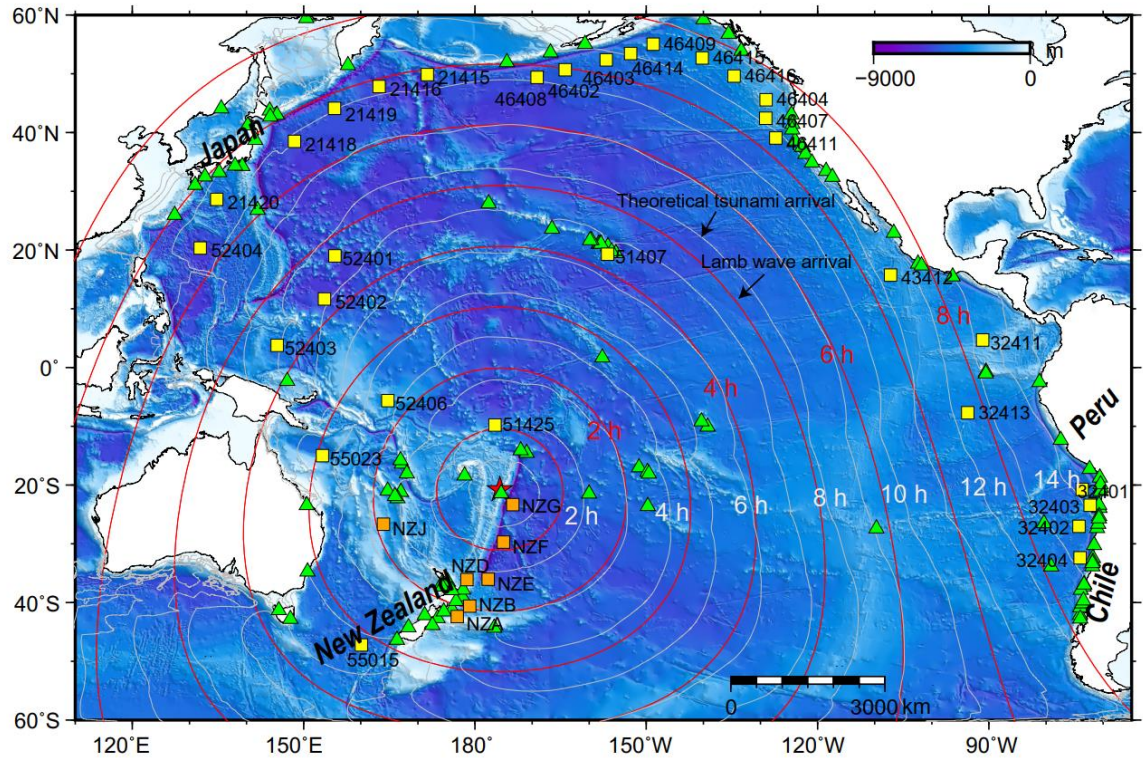 60°N
40°N
20°N
0°
20°S
40°S
60°S
120°E
150°E
180°W
150°W
120°W
90°W
m
−9000
0
46409
46415
46414
46416
46403
46402
46408
21415
21416
21419
21418
21420
46404
46407
46411
Japan
52404
52401
52402
52403
52406
51407
Theoretical tsunami arrival
Lamb wave arrival
43412
32411
32413
8 h
6 h
4 h
2 h
51425
55023
Peru
NZG
NZF
NZJ
NZD
NZE
NZB
NZA
2 h
4 h
6 h
8 h
10 h
12 h
14 h
32401
32403
32402
32404
Chile
New Zealand
55015
0
3000 km